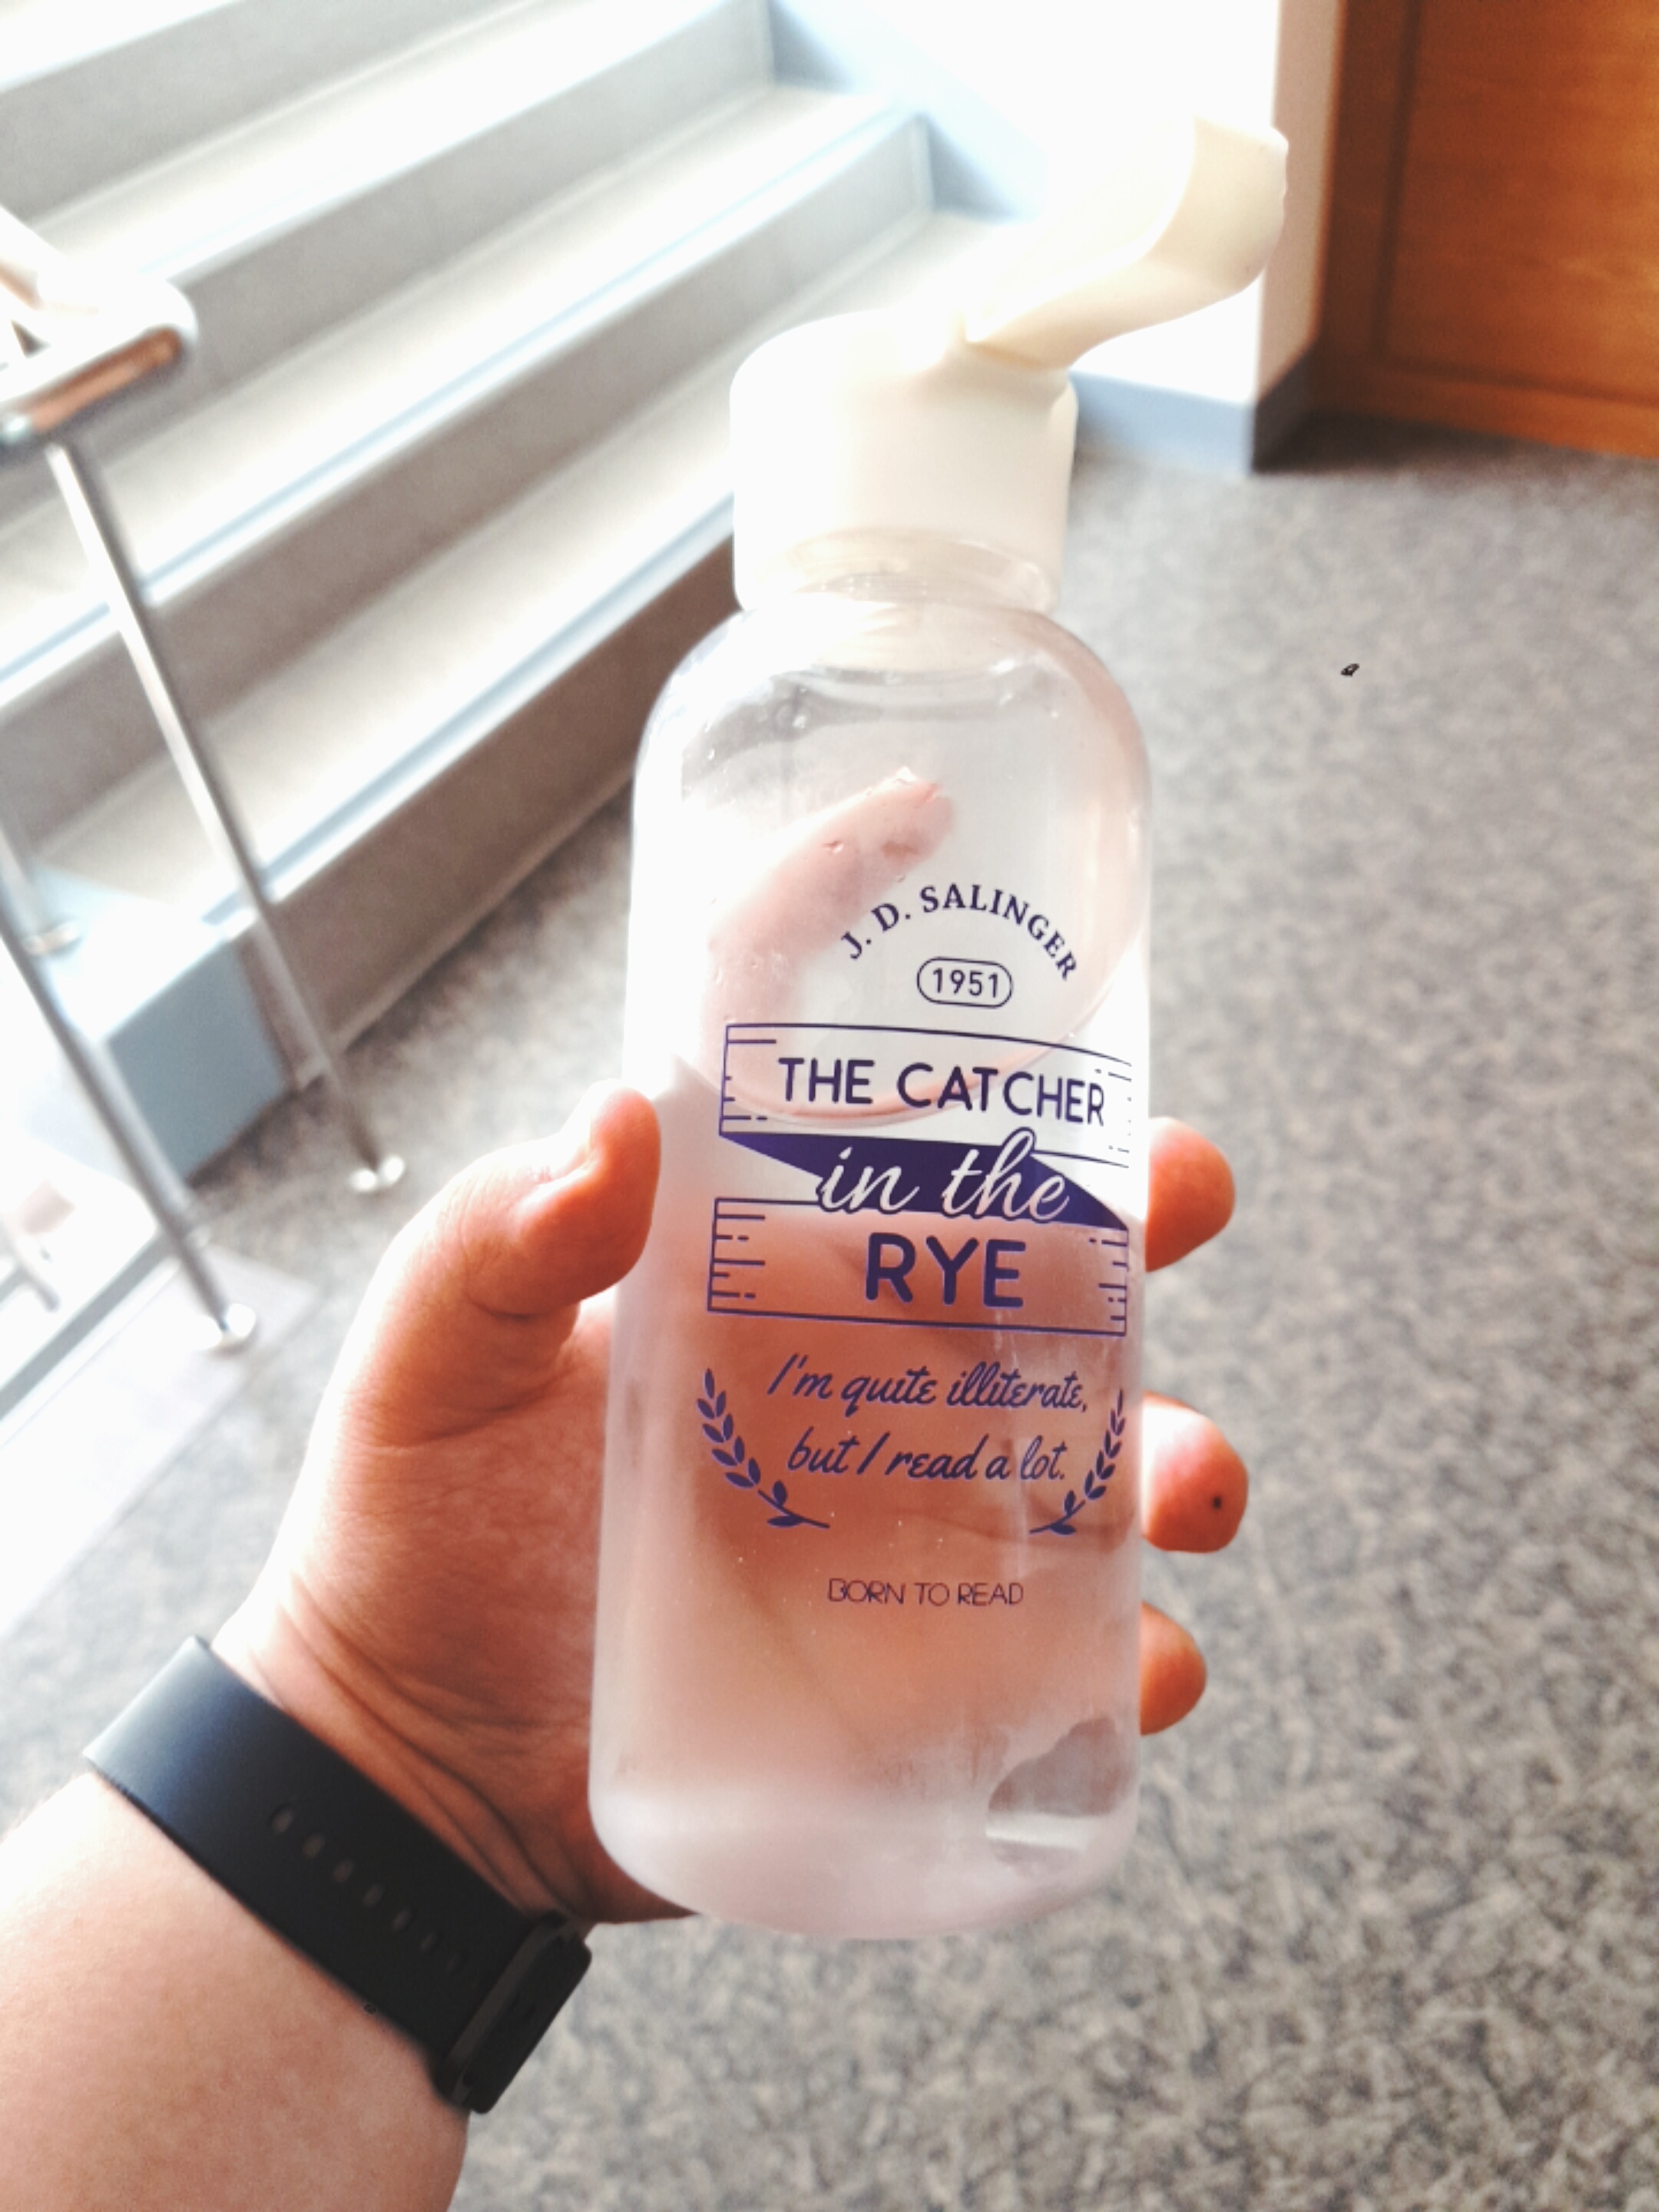 J. D. SALINGER
1951
THE CATCHER
in the
RYE
I'm quite illiterate,
but I read a lot.
BORN TO READ